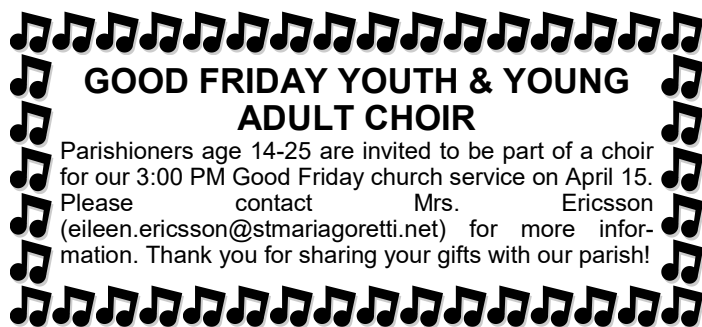 GOOD FRIDAY YOUTH & YOUNG
ADULT CHOIR
Parishioners age 14-25 are invited to be part of a choir
for our 3:00 PM Good Friday church service on April 15.
Please contact Mrs. Ericsson
(eileen.ericsson@stmariagoretti.net) for more infor-
mation. Thank you for sharing your gifts with our parish!